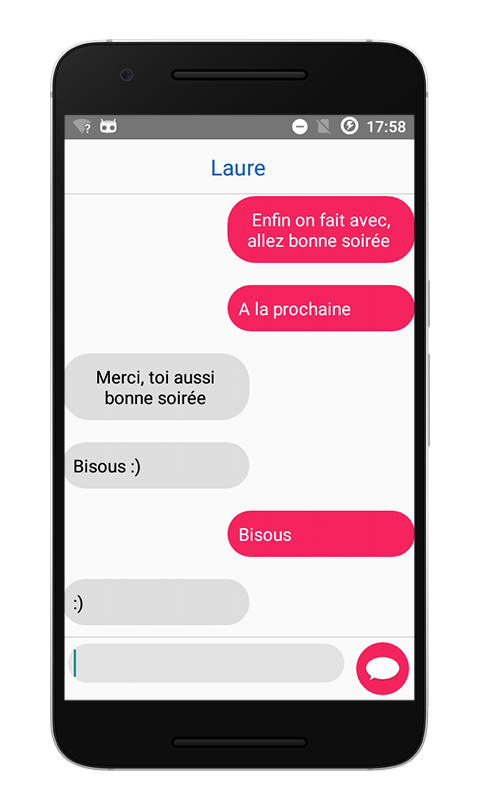 17:58
Laure
Enfin on fait avec,
allez bonne soirée
A la prochaine
Merci, toi aussi
bonne soirée
Bisous :)
Bisous
:)